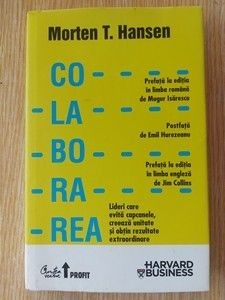 Morten T. Hansen
CO
Prefață la ediția
în limba română
de Mugur Isărescu
LA
Postfață
de Emil Hurezeanu
BO
Prefață la ediția
în limba engleză
de Jim Collins
RA
REA
Lideri care
evită capcanele,
creează unitate
și obțin rezultate
extraordinare
Curtea
veche
PROFIT
HARVARD
BUSINESS